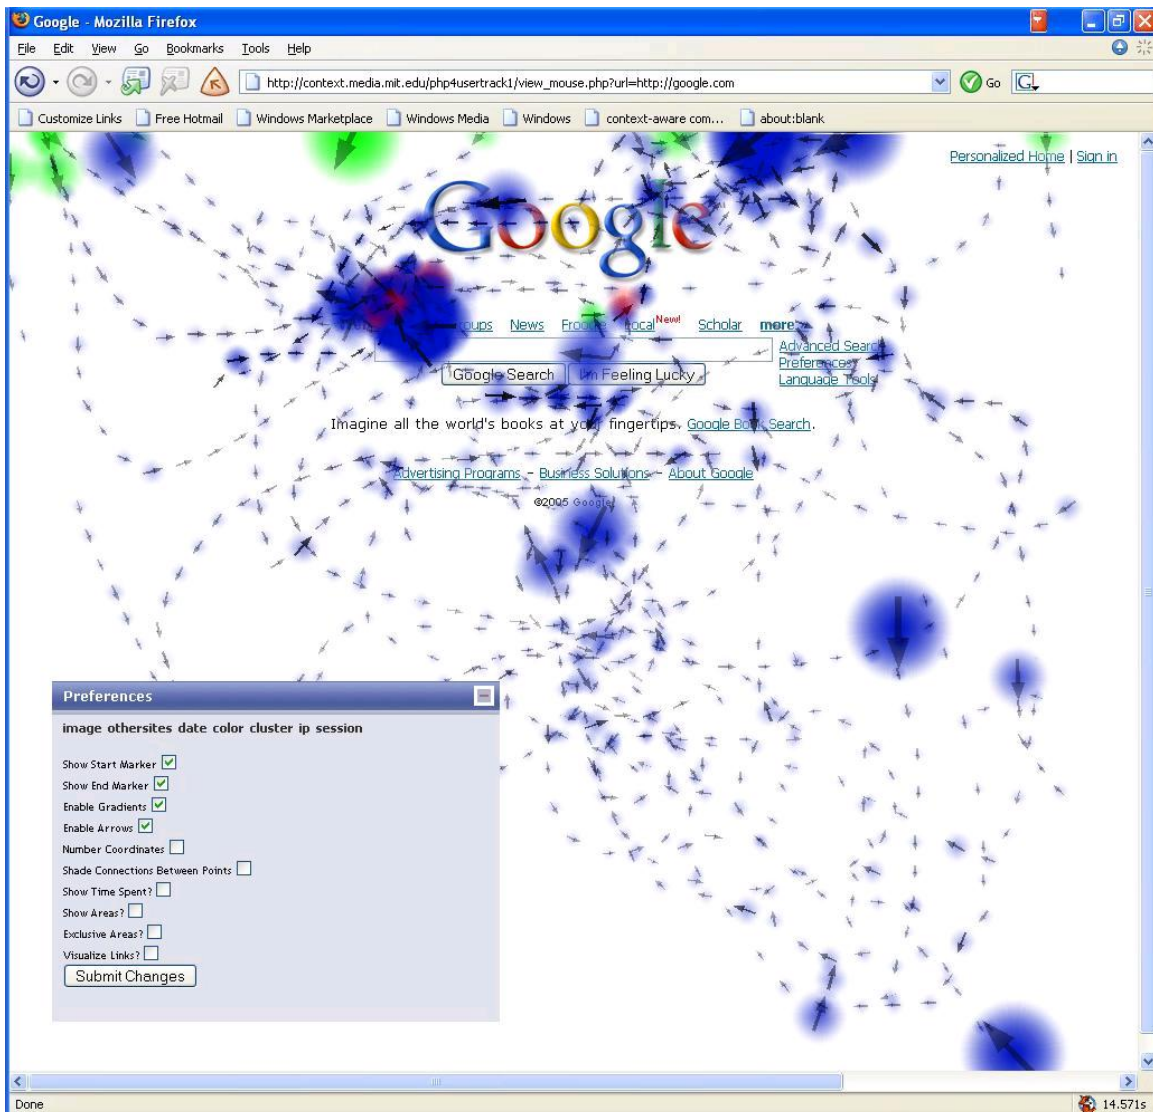 Google - Mozilla Firefox
File Edit View Go Bookmarks Tools Help
http://context.media.mit.edu/php4usertrack1/view_mouse.php?url=http://google.com
Go
G
Customize Links Free Hotmail Windows Marketplace Windows Media Windows context-aware com... about:blank
Personalized Home | Sign in
Google
News Froogle Local New! Scholar more
Advanced Search
Preferences
Language Tools
Google Search I'm Feeling Lucky
Imagine all the world's books at your fingertips. Google Book Search.
Advertising Programs - Business Solutions - About Google
©2005 Google
Preferences
image othersites date color cluster ip session
Show Start Marker
Show End Marker
Enable Gradients
Enable Arrows
Number Coordinates
Shade Connections Between Points
Show Time Spent?
Show Areas?
Exclusive Areas?
Visualize Links?
Submit Changes
Done 14.571s